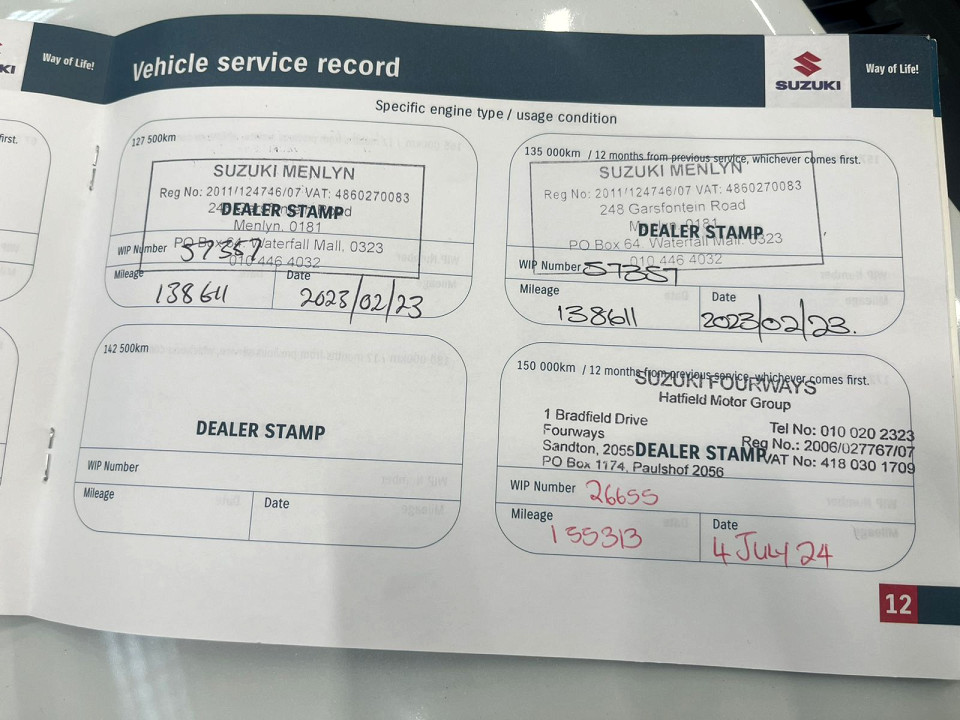 KI
Way of Life!
Vehicle service record
SUZUKI
Way of Life!
Specific engine type / usage condition
first.
127 500km
SUZUKI MENLYN
Reg No: 2011/124746/07 VAT: 4860270083
248 Garsfontein Road
DEALER STAMP
Menlyn, 0181
PO Box 64, Waterfall Mall, 0323
010 446 4032
WIP Number 57357
Mileage 138611
Date 2023/02/23
135 000km / 12 months from previous service, whichever comes first.
SUZUKI MENLYN
Reg No: 2011/124746/07 VAT: 4860270083
248 Garsfontein Road
Menlyn, 0181
DEALER STAMP
PO Box 64, Waterfall Mall, 0323
010 446 4032
WIP Number 57357
Mileage 138611
Date 2023/02/23.
142 500km
DEALER STAMP
WIP Number
Mileage
Date
150 000km / 12 months from previous service, whichever comes first.
SUZUKI FOURWAYS
Hatfield Motor Group
1 Bradfield Drive
Tel No: 010 020 2323
Fourways
Reg No.: 2006/027767/07
Sandton, 2055
DEALER STAMP
VAT No: 418 030 1709
PO Box 1174, Paulshof 2056
WIP Number 26655
Mileage 155313
Date 4 July 24
12